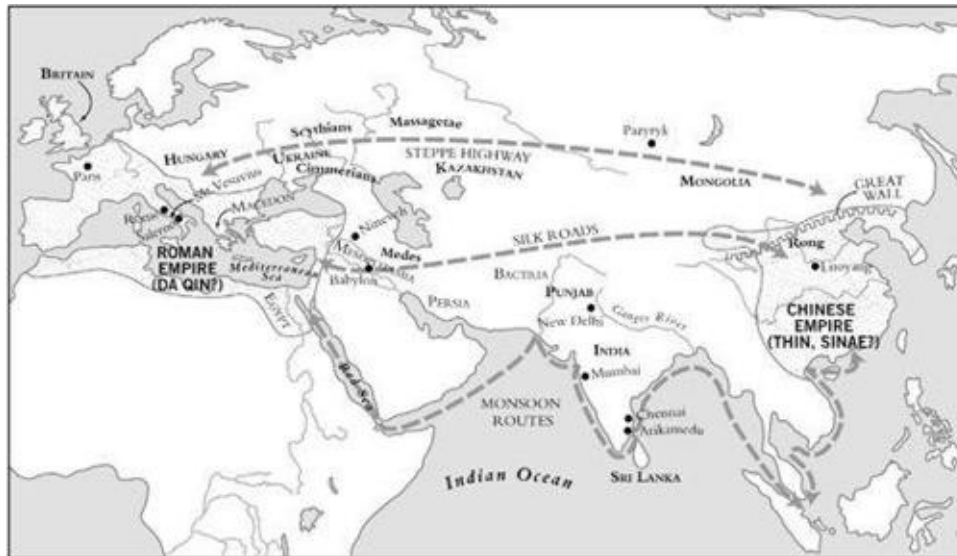 BRITAIN
Paris
HUNGARY
Scythians
Massagetae
Pazyryk
UKRAINE
STEPPE HIGHWAY
Cimmerians
KAZAKHSTAN
MONGOLIA
GREAT
WALL
Mt. Vesuvius
Rome
MACEDON
Nineveh
SILK ROADS
Rong
Luoyang
ROMAN
EMPIRE
(DA QIN?)
Mediterranean
Sea
Medes
Babylon
BACTRIA
PERSIA
EGYPT
PUNJAB
New Delhi
Ganges River
CHINESE
EMPIRE
(THIN, SINAE?)
INDIA
Mumbai
Red Sea
MONSOON
ROUTES
Chennai
Arikamedu
Indian Ocean
SRI LANKA